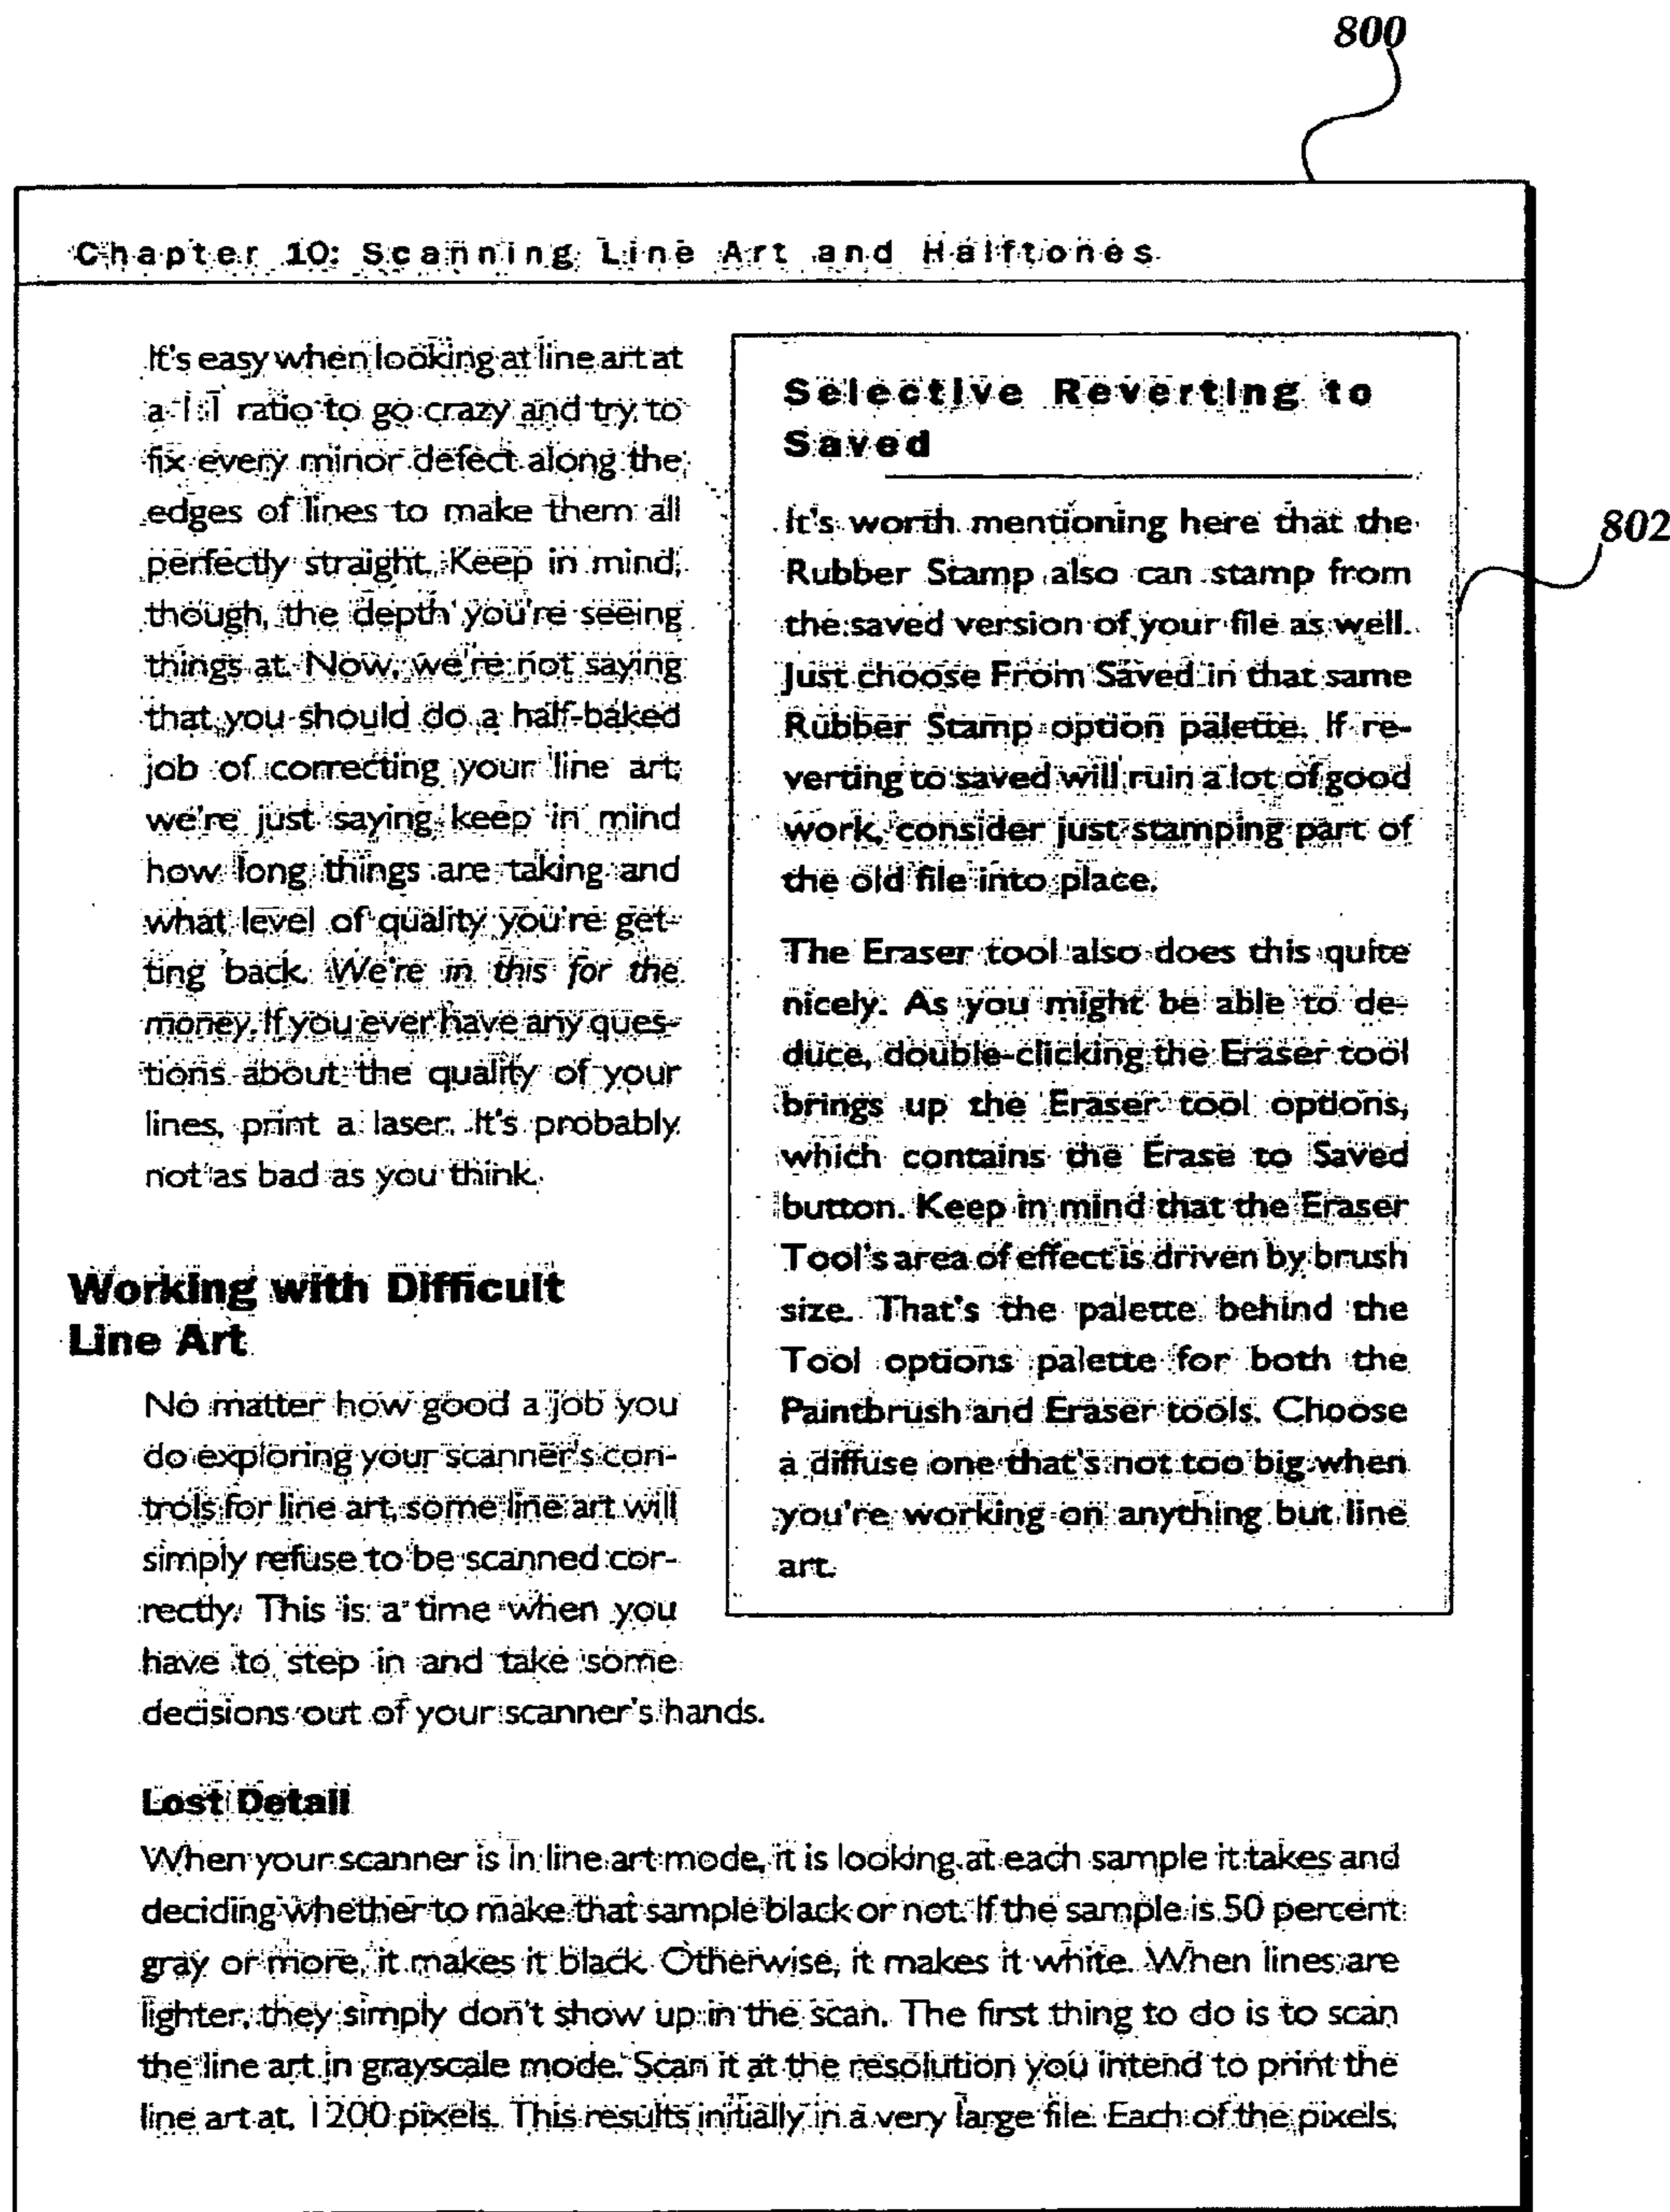 800
Chapter 10: Scanning Line Art and Halftones
It's easy when looking at line art at
a 1:1 ratio to go crazy and try to
fix every minor defect along the
edges of lines to make them all
perfectly straight. Keep in mind,
though, the depth you're seeing
things at. Now, we're not saying
that you should do a half-baked
job of correcting your line art;
we're just saying keep in mind
how long things are taking and
what level of quality you're get-
ting back. We're in this for the
money. If you ever have any ques-
tions about the quality of your
lines, print a laser. It's probably
not as bad as you think.
Working with Difficult
Line Art
No matter how good a job you
do exploring your scanner's con-
trols for line art, some line art will
simply refuse to be scanned cor-
rectly. This is a time when you
have to step in and take some
decisions out of your scanner's hands.
Selective Reverting to
Saved
It's worth mentioning here that the
Rubber Stamp also can stamp from
the saved version of your file as well.
Just choose From Saved in that same
Rubber Stamp option palette. If re-
verting to saved will ruin a lot of good
work, consider just stamping part of
the old file into place.
The Eraser tool also does this quite
nicely. As you might be able to de-
duce, double-clicking the Eraser tool
brings up the Eraser tool options,
which contains the Erase to Saved
button. Keep in mind that the Eraser
Tool's area of effect is driven by brush
size. That's the palette behind the
Tool options palette for both the
Paintbrush and Eraser tools. Choose
a diffuse one that's not too big when
you're working on anything but line
art.
802
Lost Detail
When your scanner is in line art mode, it is looking at each sample it takes and
deciding whether to make that sample black or not. If the sample is 50 percent
gray or more, it makes it black. Otherwise, it makes it white. When lines are
lighter, they simply don't show up in the scan. The first thing to do is to scan
the line art in grayscale mode. Scan it at the resolution you intend to print the
line art at, 1200 pixels. This results initially in a very large file. Each of the pixels,